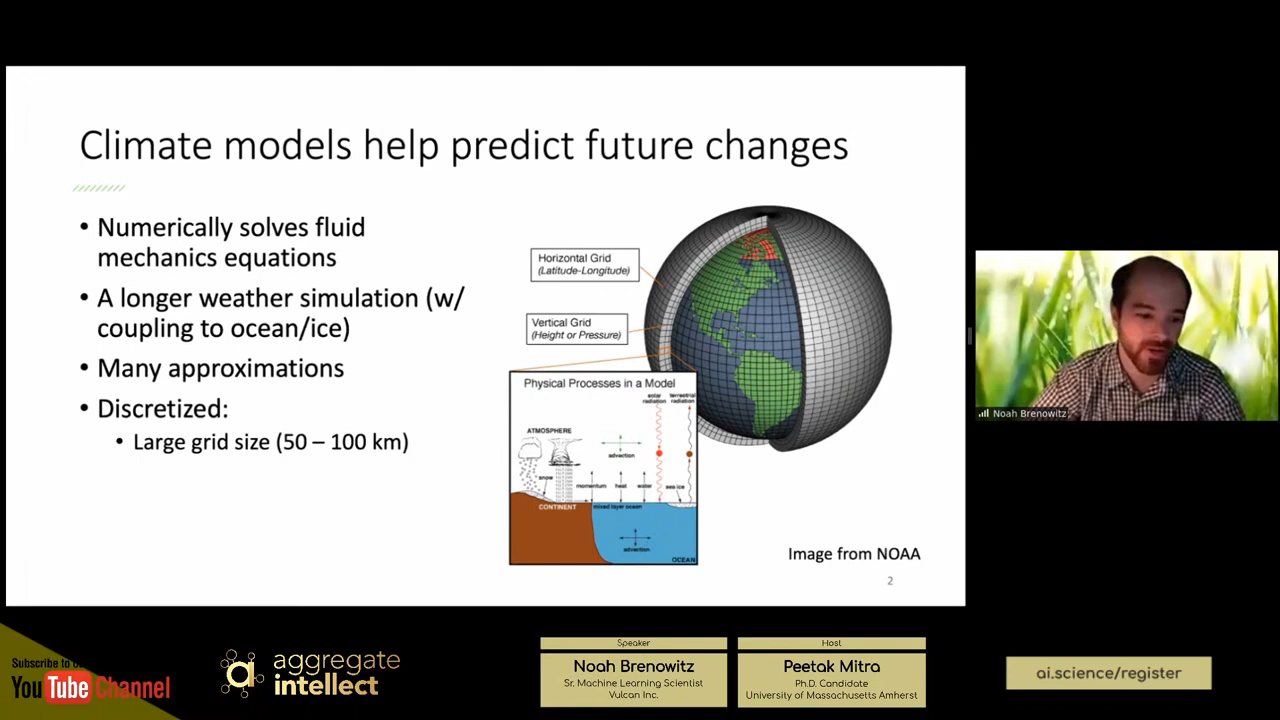 Climate models help predict future changes
• Numerically solves fluid
mechanics equations
• A longer weather simulation (w/
coupling to ocean/ice)
• Many approximations
• Discretized:
• Large grid size (50 – 100 km)
Horizontal Grid
(Latitude-Longitude)
Vertical Grid
(Height or Pressure)
Physical Processes in a Model
solar
radiation
terrestrial
radiation
ATMOSPHERE
advection
snow
momentum
heat
water
sea ice
CONTINENT
mixed layer ocean
advection
OCEAN
Image from NOAA
2
Noah Brenowitz
Subscribe to
YouTube Channel
aggregate
intellect
Speaker
Noah Brenowitz
Sr. Machine Learning Scientist
Vulcan Inc.
Host
Peetak Mitra
Ph.D. Candidate
University of Massachusetts Amherst
ai.science/register